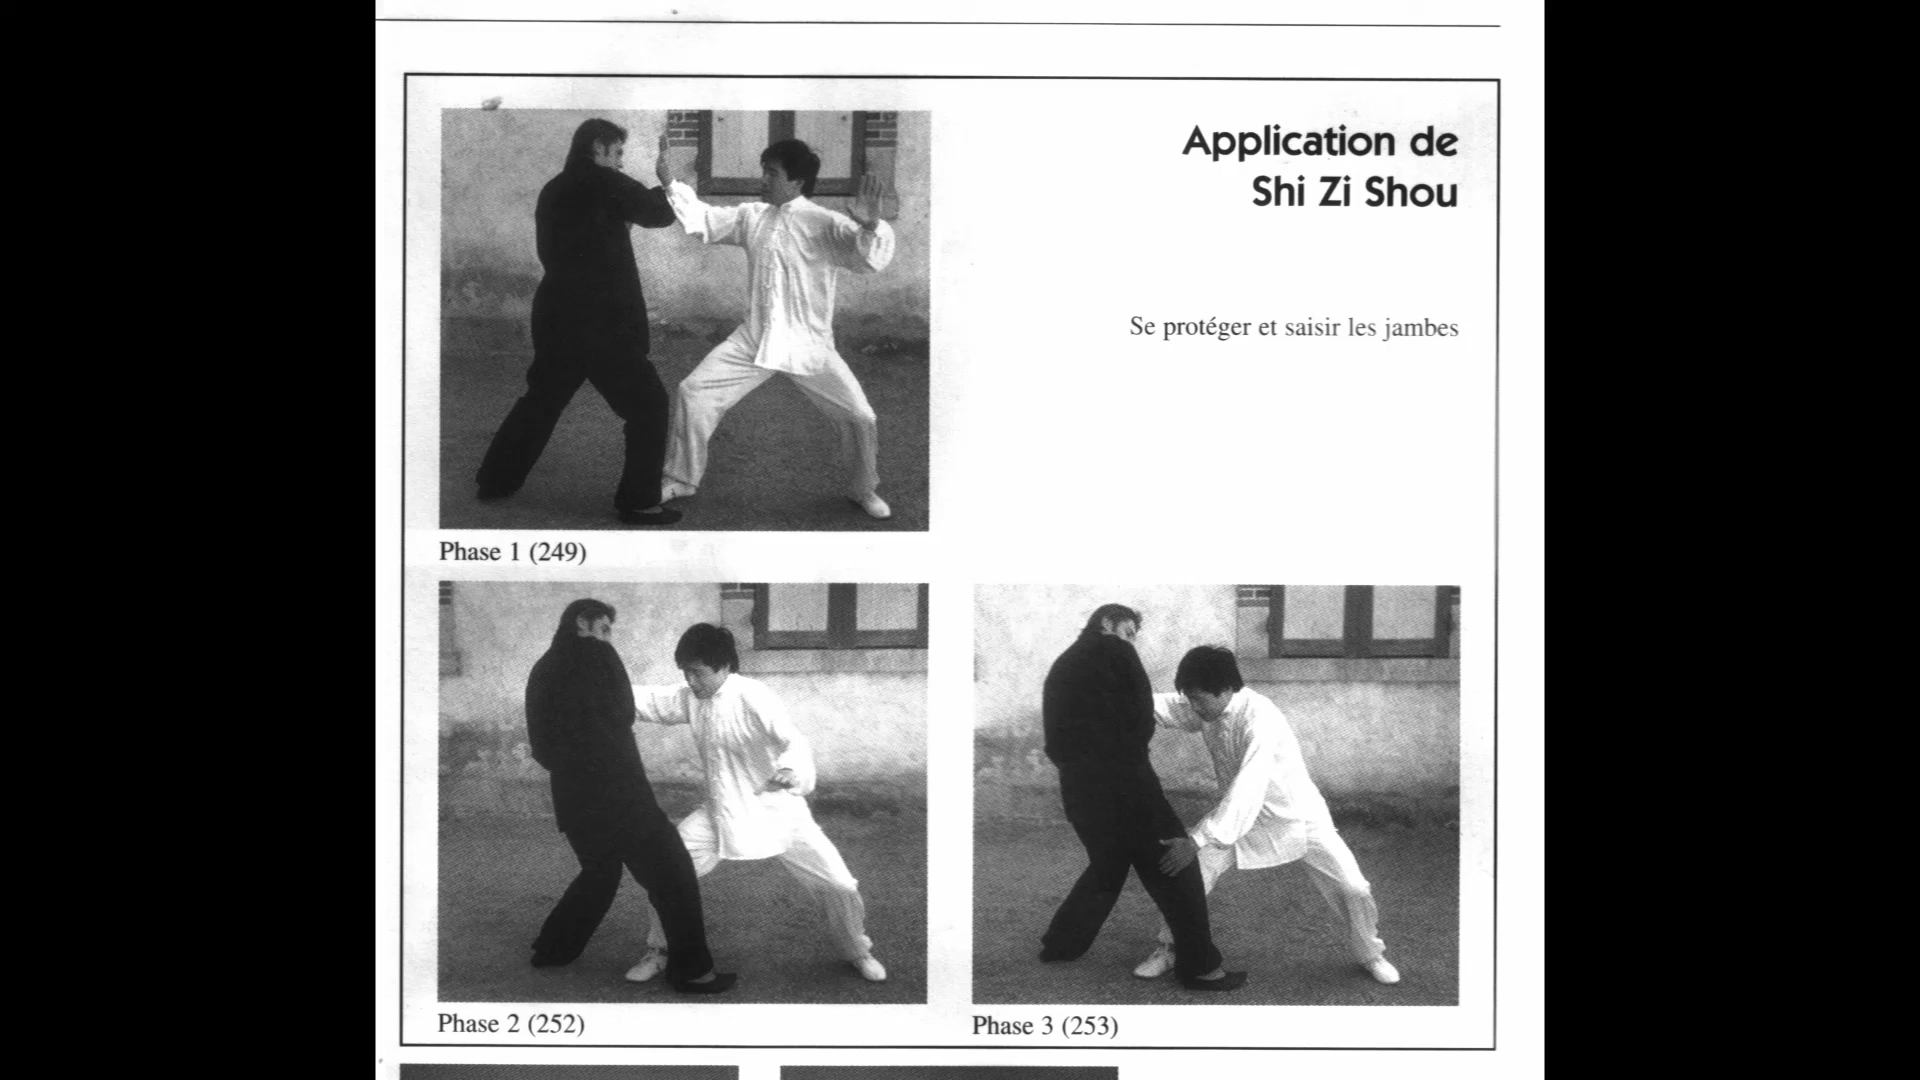 Application de
Shi Zi Shou
Se protéger et saisir les jambes
Phase 1 (249)
Phase 2 (252)
Phase 3 (253)